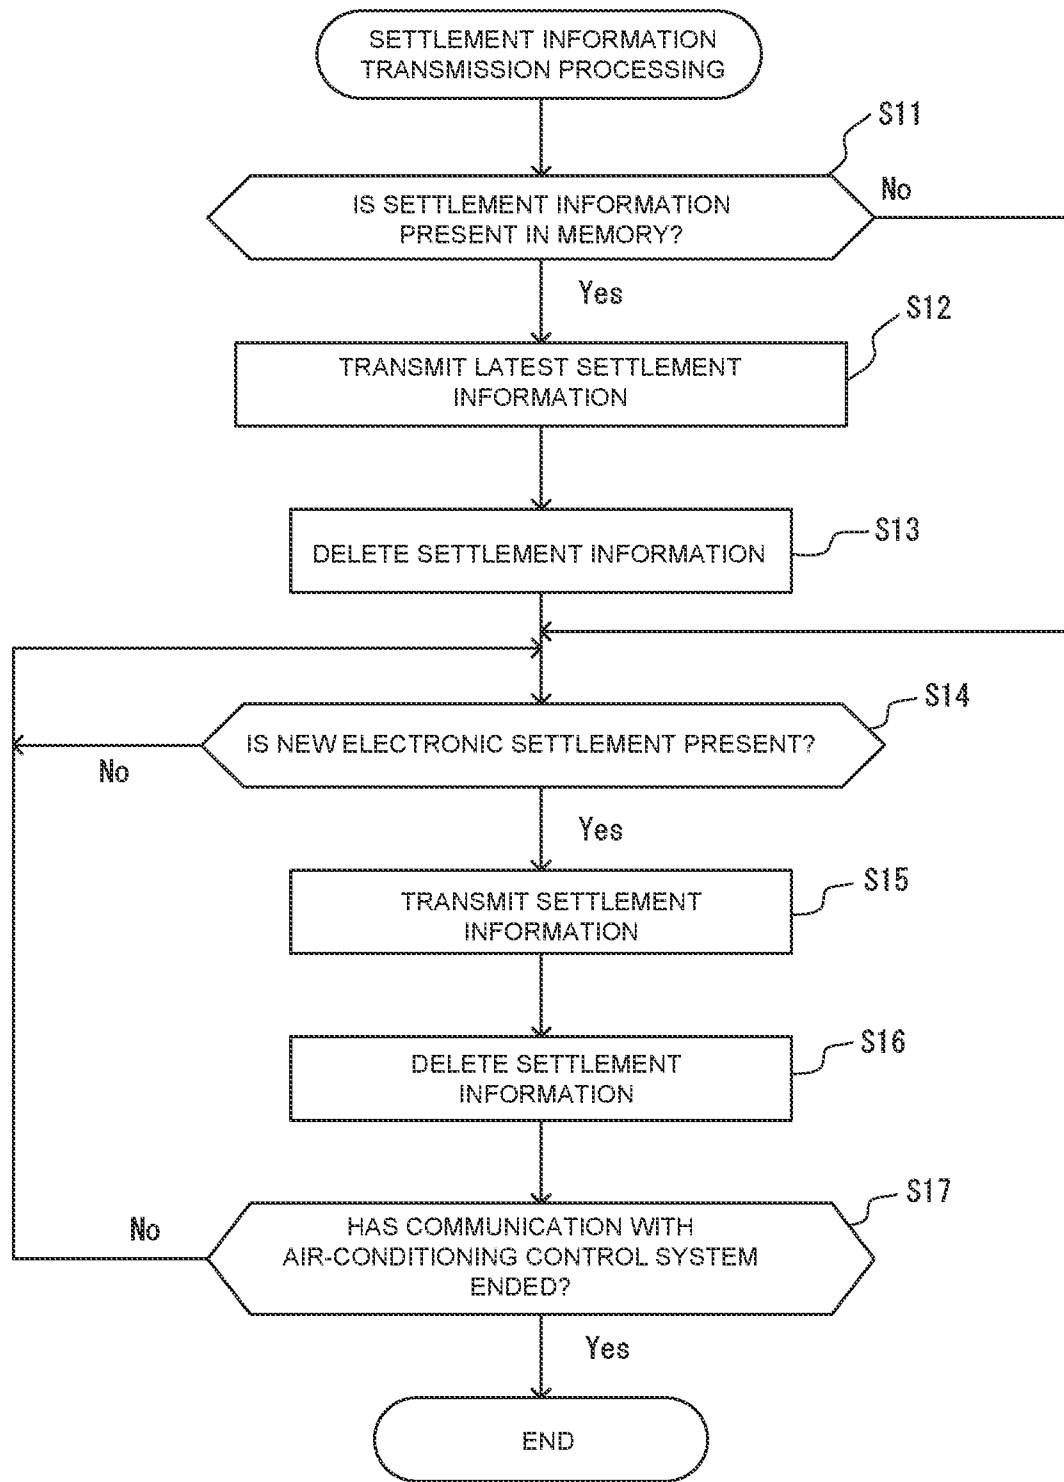 SETTLEMENT INFORMATION
TRANSMISSION PROCESSING
S11
No
IS SETTLEMENT INFORMATION
PRESENT IN MEMORY?
Yes
S12
TRANSMIT LATEST SETTLEMENT
INFORMATION
S13
DELETE SETTLEMENT INFORMATION
S14
IS NEW ELECTRONIC SETTLEMENT PRESENT?
No
Yes
S15
TRANSMIT SETTLEMENT
INFORMATION
S16
DELETE SETTLEMENT
INFORMATION
S17
No
HAS COMMUNICATION WITH
AIR-CONDITIONING CONTROL SYSTEM
ENDED?
Yes
END